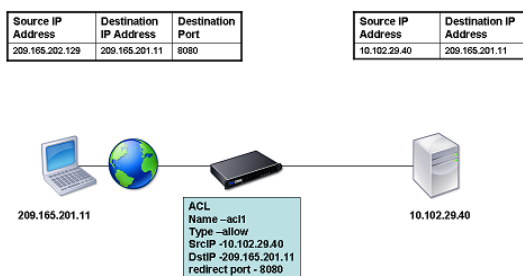 Source IP Address
Destination IP Address
Destination Port
209.165.202.129
209.165.201.11
8080
Source IP Address
Destination IP Address
10.102.29.40
209.165.201.11
209.165.201.11
10.102.29.40
ACL
Name –acl1
Type –allow
SrcIP -10.102.29.40
DstIP -209.165.201.11
redirect port - 8080